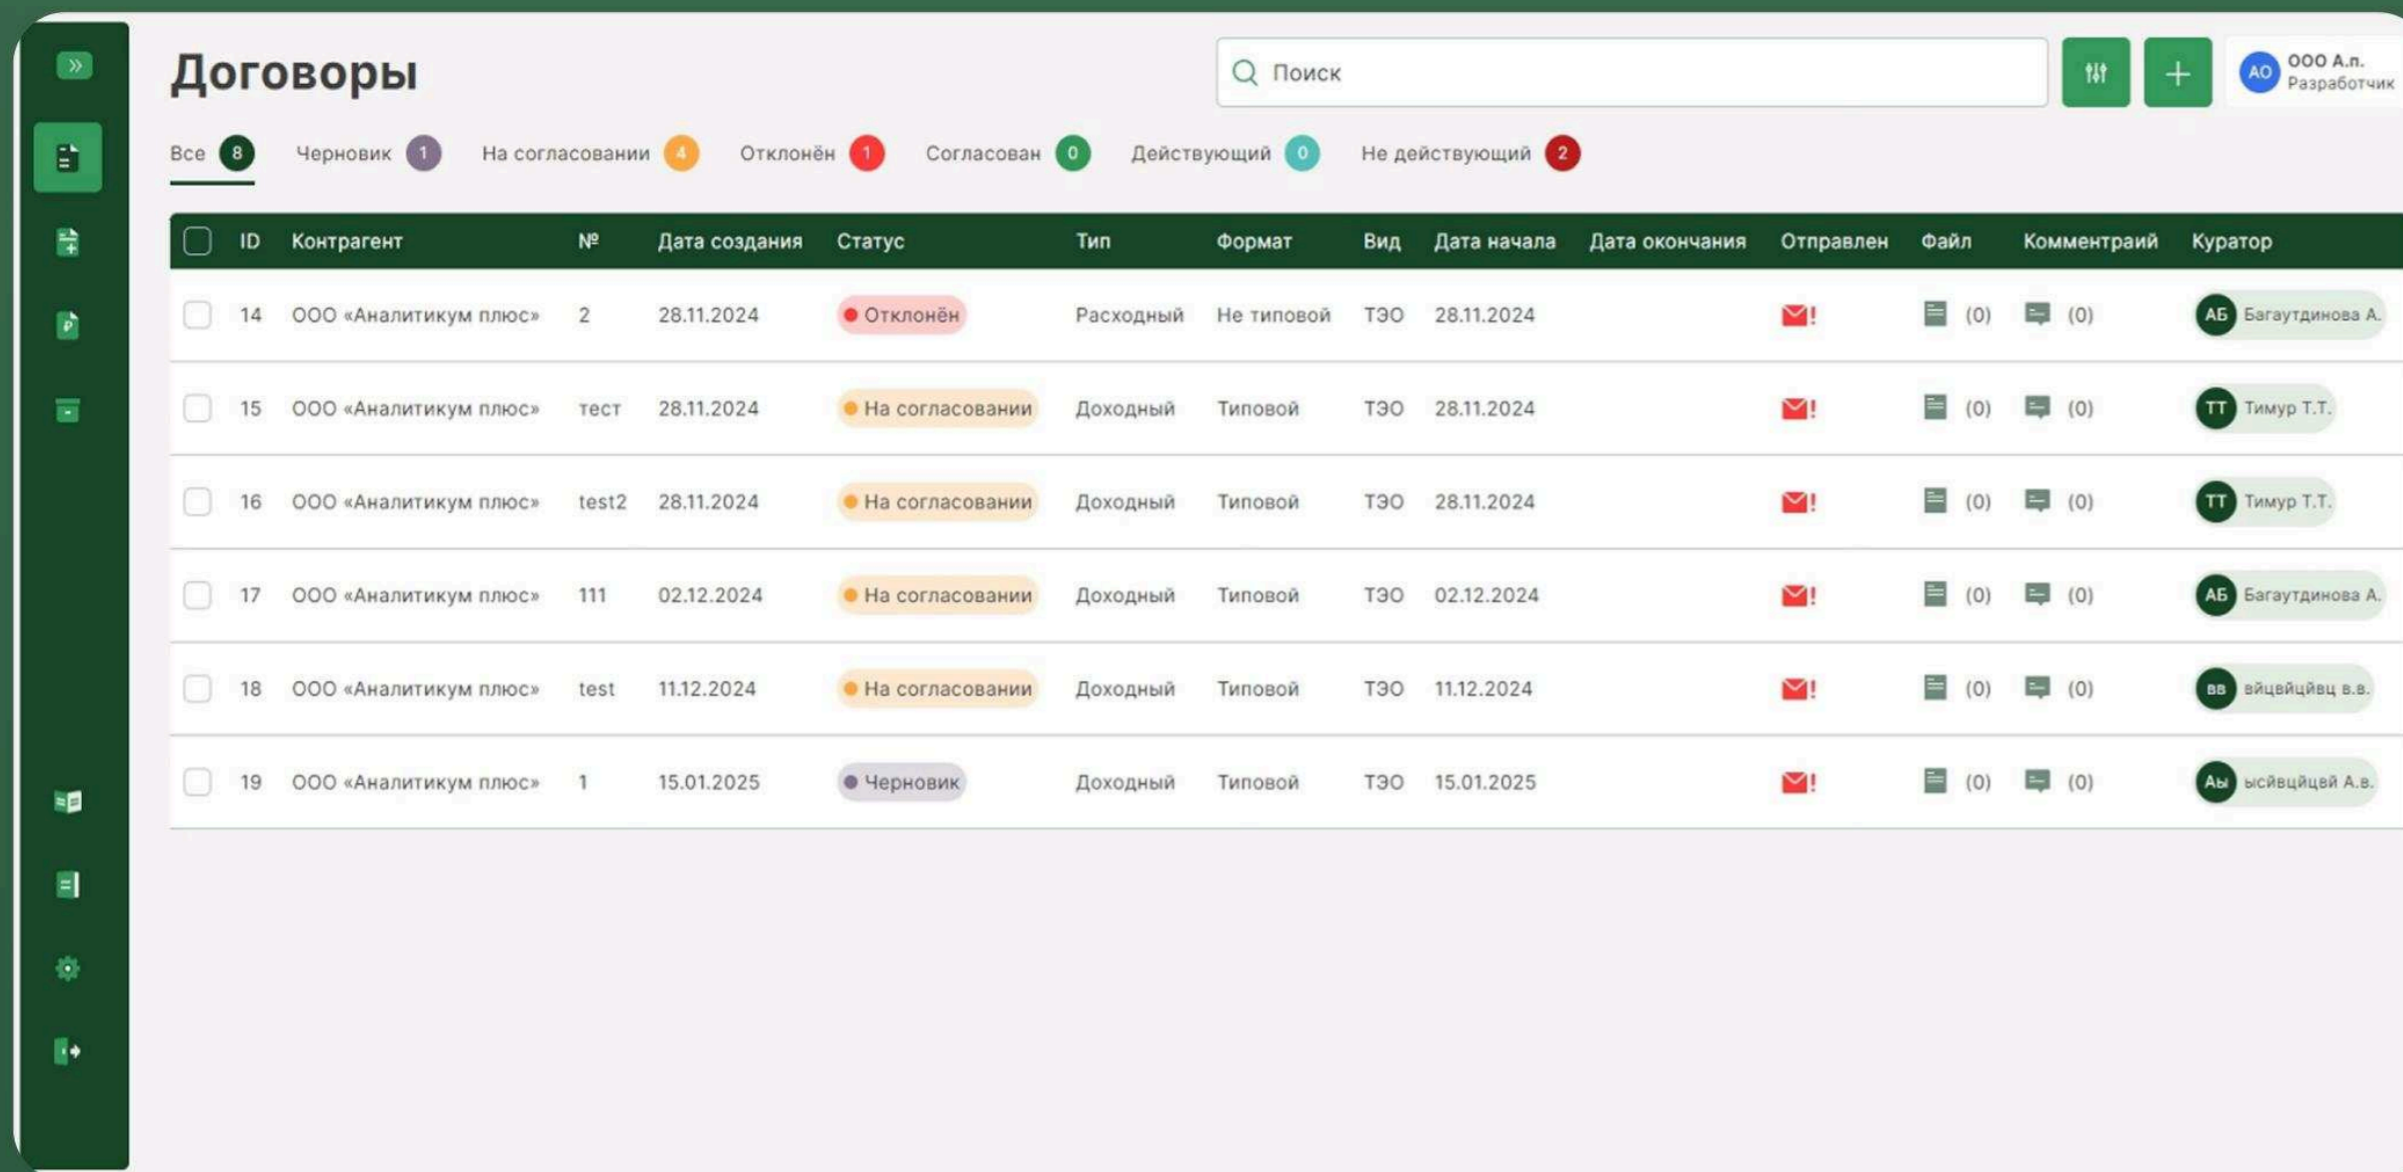 Договоры
Поиск
АО ООО А.п.
Разработчик
Все 8 Черновик 1 На согласовании 4 Отклонён 1 Согласован 0 Действующий 0 Не действующий 2
ID Контрагент № Дата создания Статус Тип Формат Вид Дата начала Дата окончания Отправлен Файл Комментраий Куратор
14 ООО «Аналитикум плюс» 2 28.11.2024 Отклонён Расходный Не типовой ТЭО 28.11.2024 ! (0) (0) АБ Багаутдинова А.
15 ООО «Аналитикум плюс» тест 28.11.2024 На согласовании Доходный Типовой ТЭО 28.11.2024 ! (0) (0) ТТ Тимур Т.Т.
16 ООО «Аналитикум плюс» test2 28.11.2024 На согласовании Доходный Типовой ТЭО 28.11.2024 ! (0) (0) ТТ Тимур Т.Т.
17 ООО «Аналитикум плюс» 111 02.12.2024 На согласовании Доходный Типовой ТЭО 02.12.2024 ! (0) (0) АБ Багаутдинова А.
18 ООО «Аналитикум плюс» test 11.12.2024 На согласовании Доходный Типовой ТЭО 11.12.2024 ! (0) (0) вв вйцвйцйвц в.в.
19 ООО «Аналитикум плюс» 1 15.01.2025 Черновик Доходный Типовой ТЭО 15.01.2025 ! (0) (0) Аы ысйвцйцвй А.в.